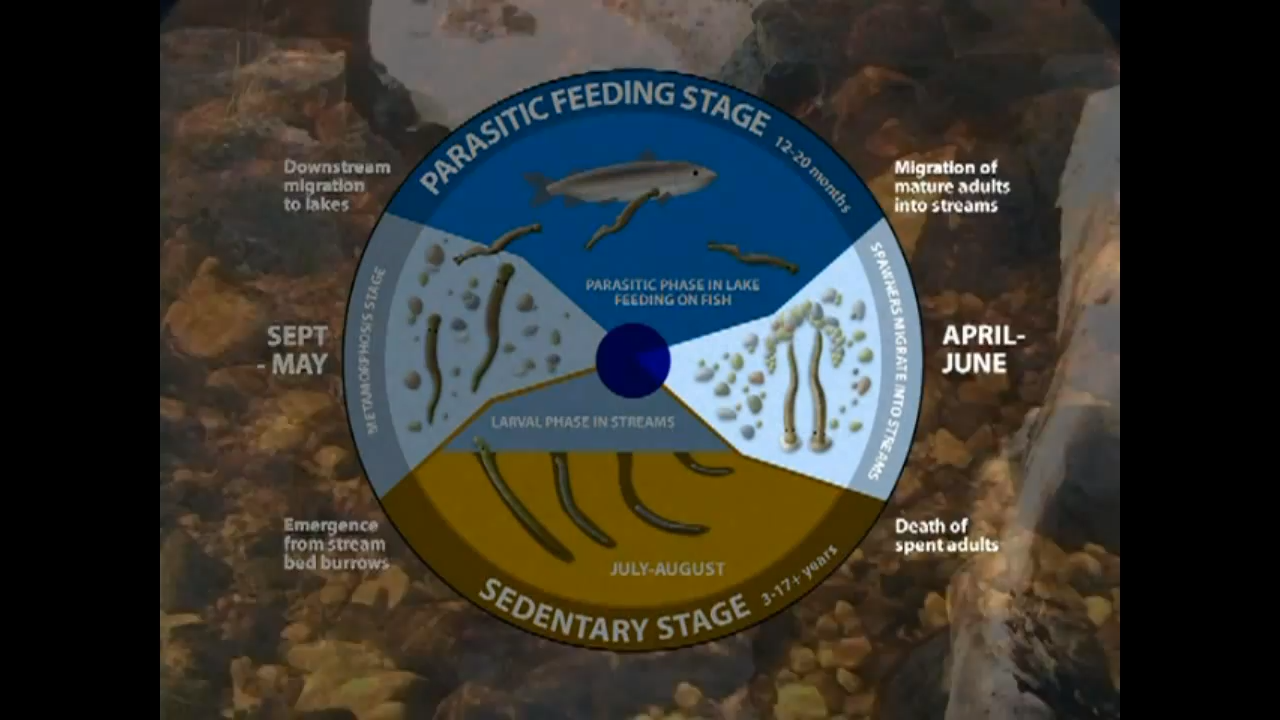 PARASITIC FEEDING STAGE 12-20 months
Downstream
migration
to lakes
Migration of
mature adults
into streams
PARASITIC PHASE IN LAKE
FEEDING ON FISH
METAMORPHOSIS STAGE
SEPT
- MAY
SPAWNERS MIGRATE INTO STREAMS
APRIL-
JUNE
LARVAL PHASE IN STREAMS
Emergence
from stream
bed burrows
Death of
spent adults
JULY-AUGUST
SEDENTARY STAGE 3-17+ years